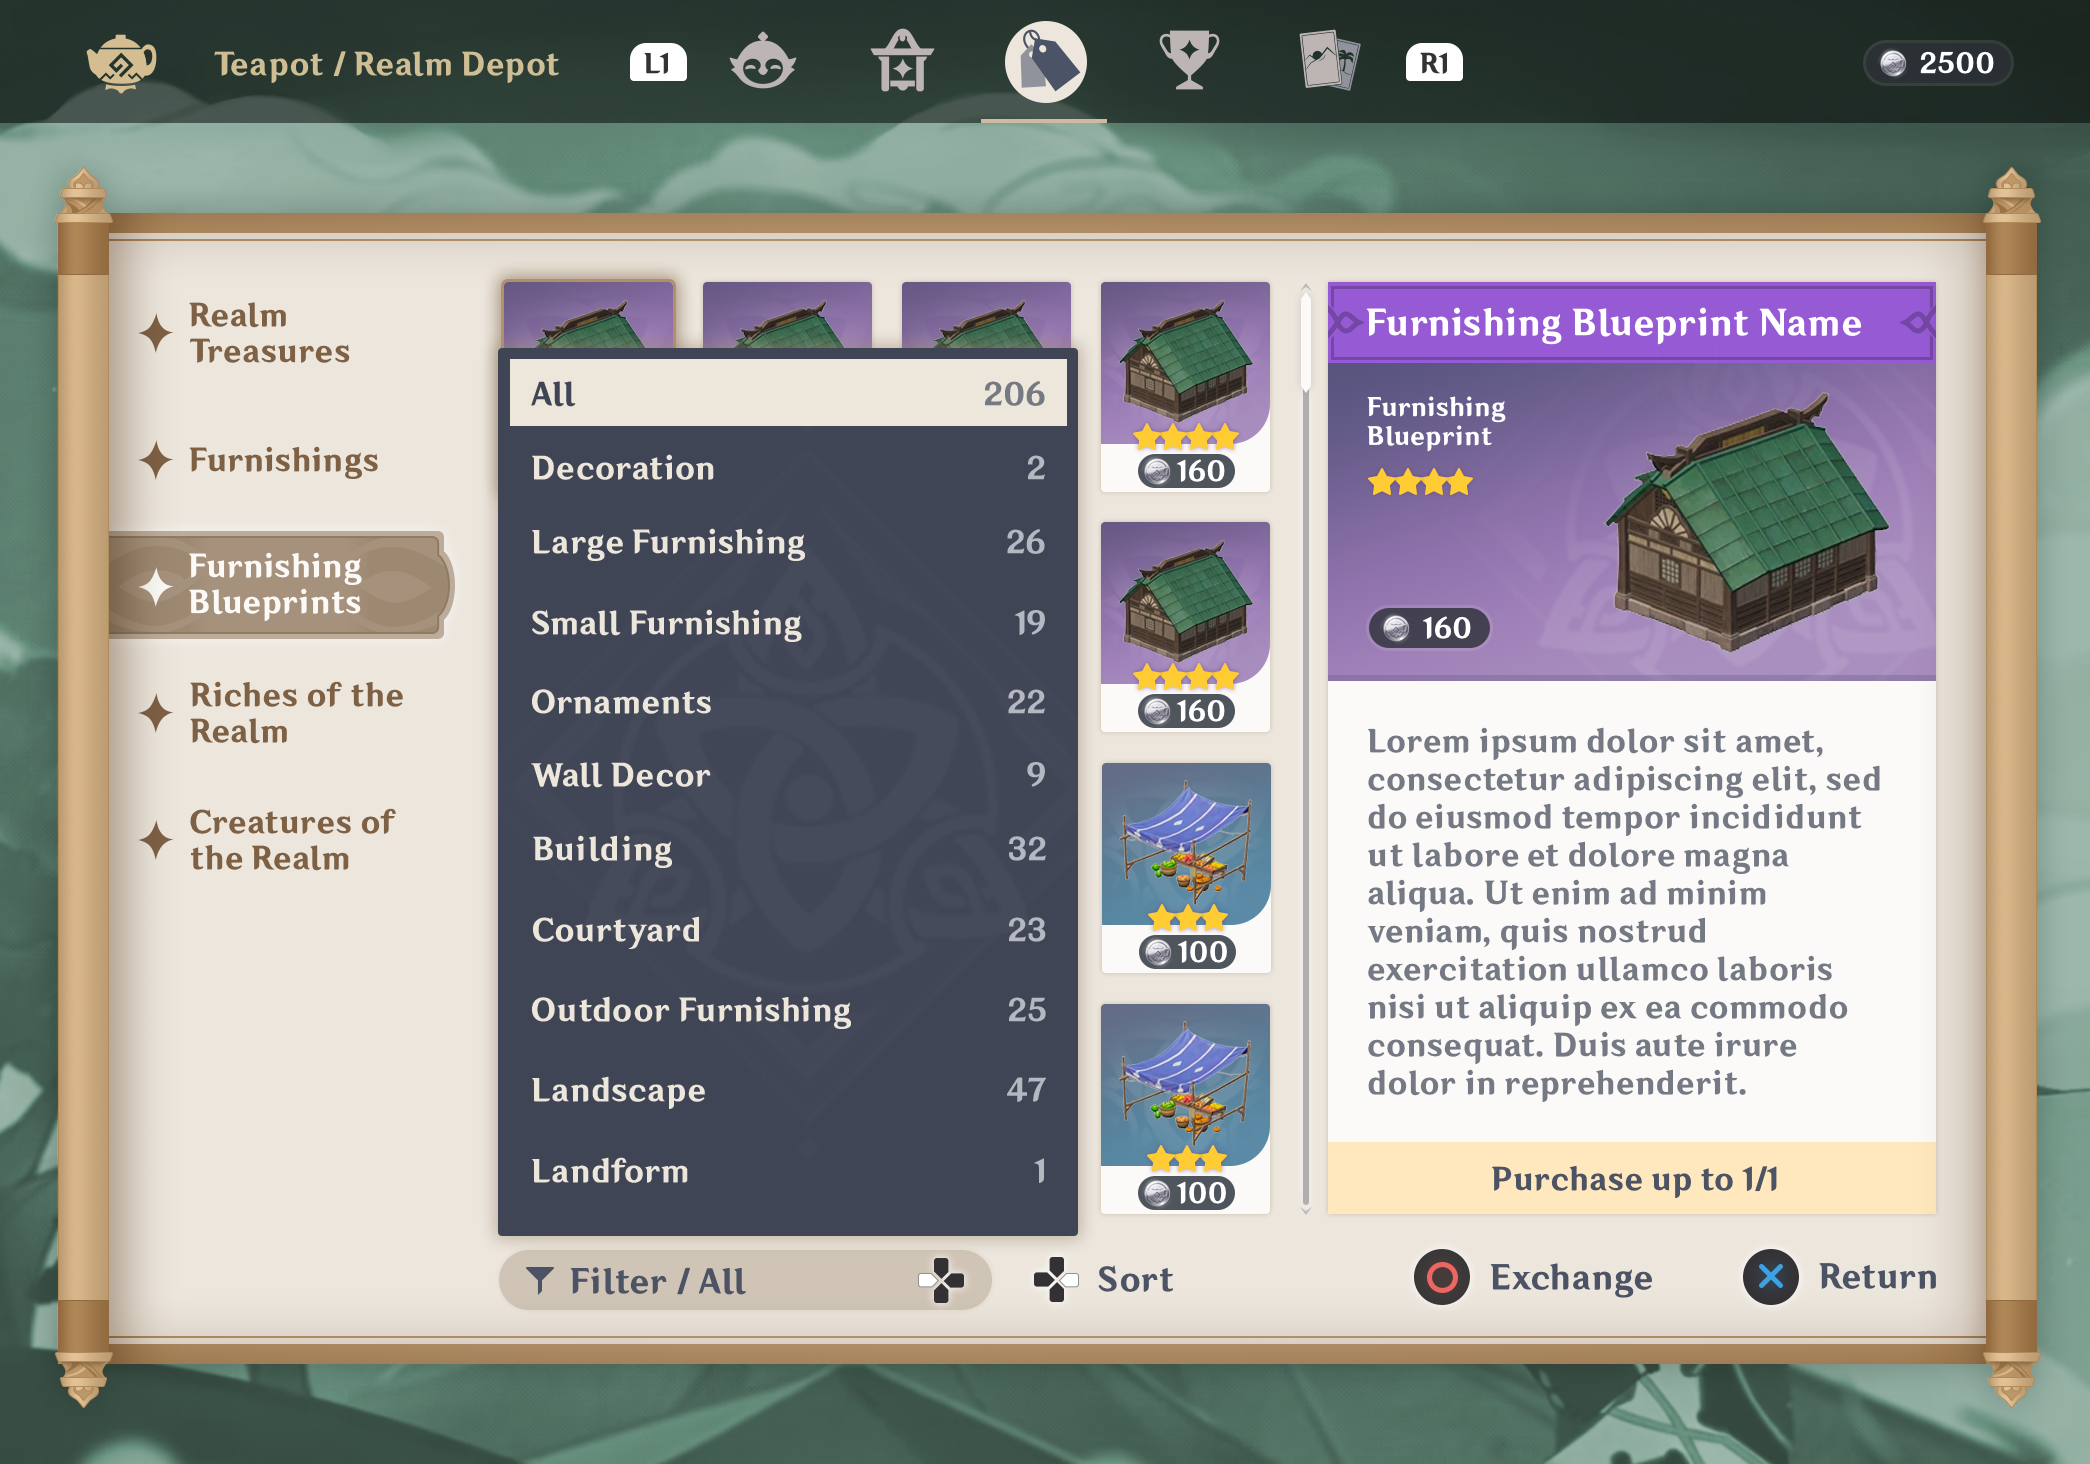 Teapot / Realm Depot
L1
R1
2500
Realm
Treasures
Furnishings
Furnishing
Blueprints
Riches of the
Realm
Creatures of
the Realm
All 206
Decoration 2
Large Furnishing 26
Small Furnishing 19
Ornaments 22
Wall Decor 9
Building 32
Courtyard 23
Outdoor Furnishing 25
Landscape 47
Landform 1
160
160
100
100
Furnishing Blueprint Name
Furnishing
Blueprint
160
Lorem ipsum dolor sit amet,
consectetur adipiscing elit, sed
do eiusmod tempor incididunt
ut labore et dolore magna
aliqua. Ut enim ad minim
veniam, quis nostrud
exercitation ullamco laboris
nisi ut aliquip ex ea commodo
consequat. Duis aute irure
dolor in reprehenderit.
Purchase up to 1/1
Filter / All
Sort
Exchange
Return